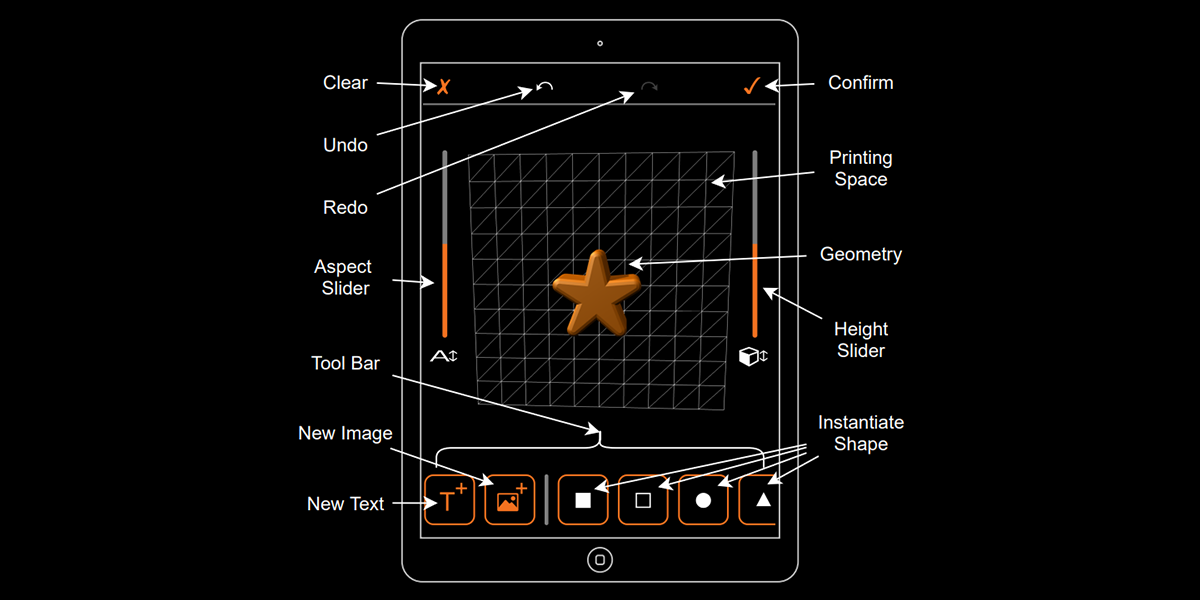 Clear
Confirm
Undo
Printing
Space
Redo
Geometry
Aspect
Slider
Height
Slider
A
Tool Bar
Instantiate
Shape
New Image
New Text
T+